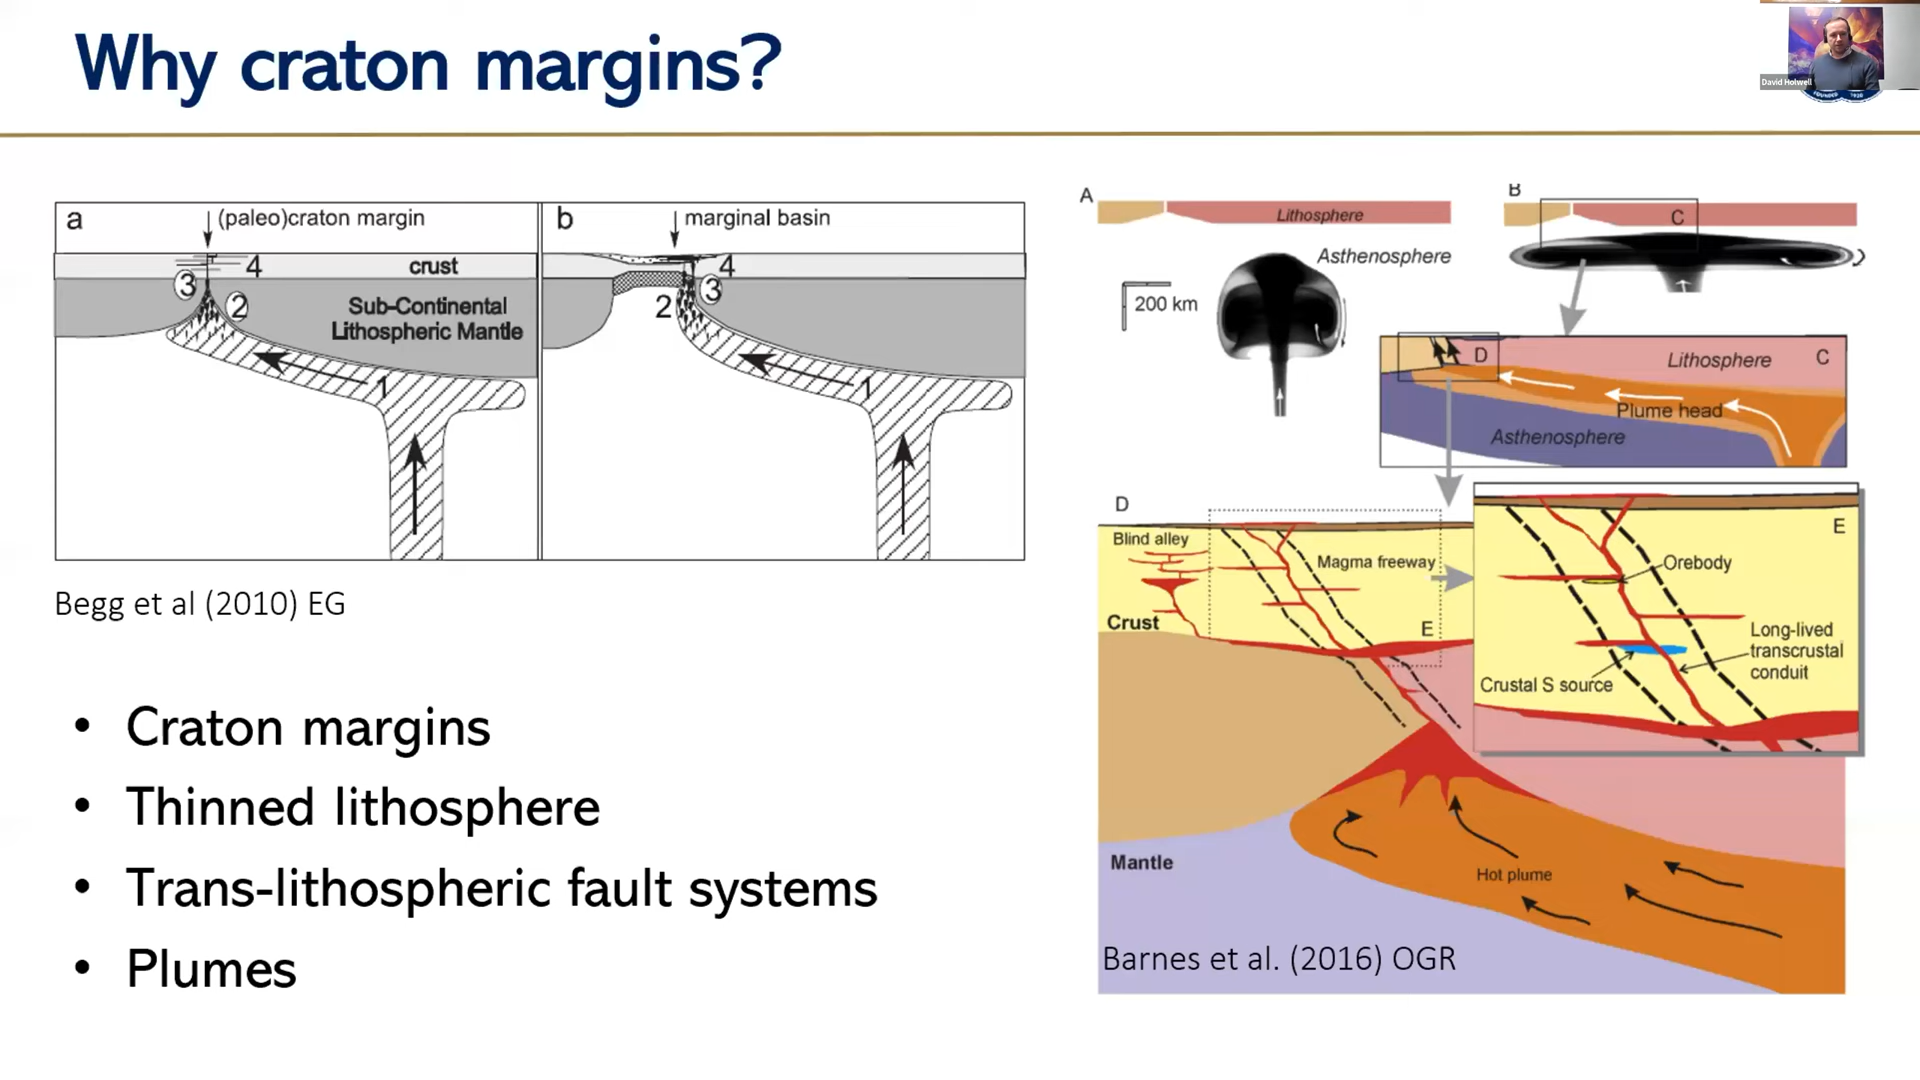 Why craton margins?
David Holwell
FOUNDED 1920
a
(paleo)craton margin
4
crust
3
2
Sub-Continental
Lithospheric Mantle
1
b
marginal basin
4
3
2
1
Begg et al (2010) EG
• Craton margins
• Thinned lithosphere
• Trans-lithospheric fault systems
• Plumes
A
Lithosphere
Asthenosphere
200 km
B
C
D
Lithosphere
C
Plume head
Asthenosphere
D
Blind alley
Magma freeway
Crust
E
Mantle
Hot plume
E
Orebody
Long-lived
transcrustal
conduit
Crustal S source
Barnes et al. (2016) OGR